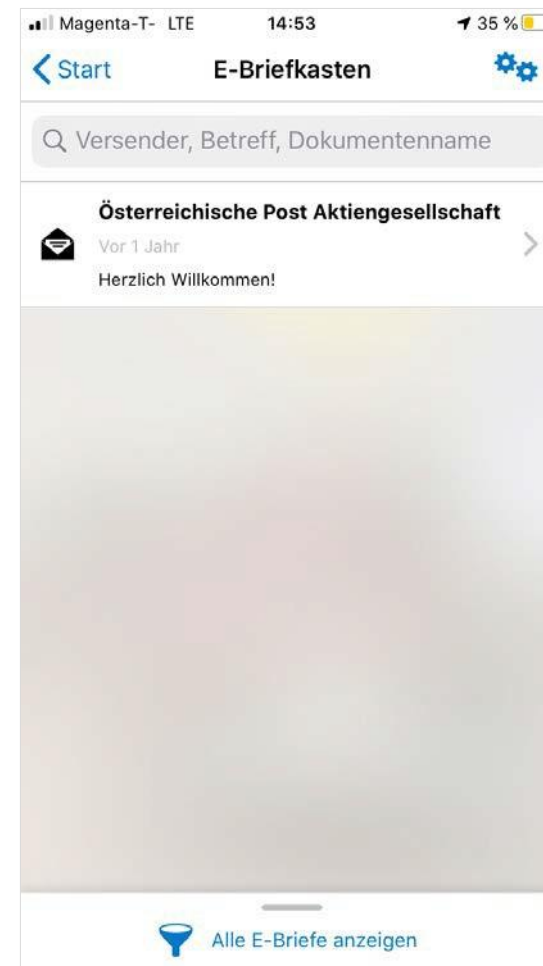 Magenta-T- LTE 14:53 35 %
Start E-Briefkasten
Versender, Betreff, Dokumentenname
Österreichische Post Aktiengesellschaft
Vor 1 Jahr
Herzlich Willkommen!
Alle E-Briefe anzeigen